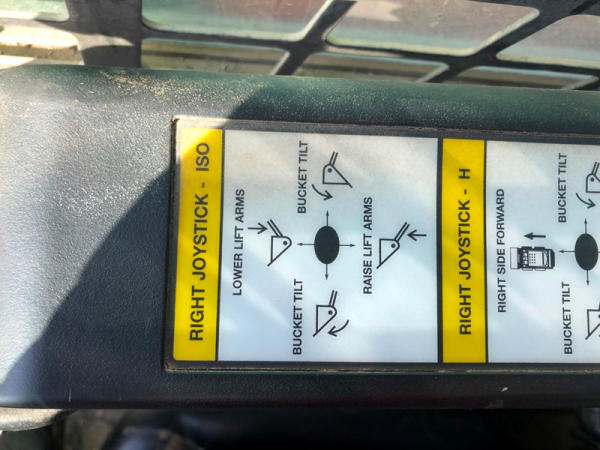 RIGHT JOYSTICK - ISO
LOWER LIFT ARMS
BUCKET TILT
BUCKET TILT
RAISE LIFT ARMS
RIGHT JOYSTICK - H
RIGHT SIDE FORWARD
BUCKET TILT
BUCKET TILT